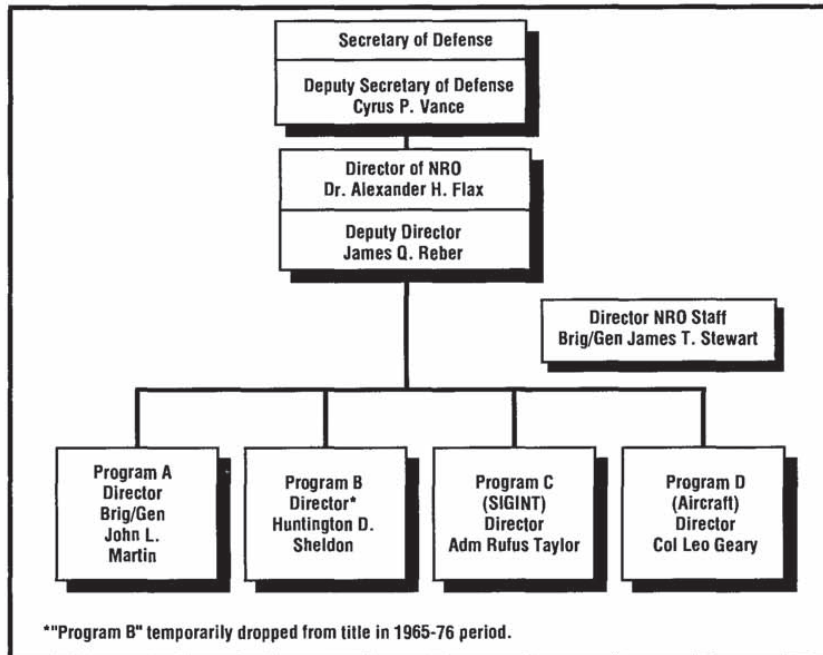 Secretary of Defense
Deputy Secretary of Defense
Cyrus P. Vance
Director of NRO
Dr. Alexander H. Flax
Deputy Director
James Q. Reber
Director NRO Staff
Brig/Gen James T. Stewart
Program A
Director
Brig/Gen
John L.
Martin
Program B
Director*
Huntington D.
Sheldon
Program C
(SIGINT)
Director
Adm Rufus Taylor
Program D
(Aircraft)
Director
Col Leo Geary
*"Program B" temporarily dropped from title in 1965-76 period.